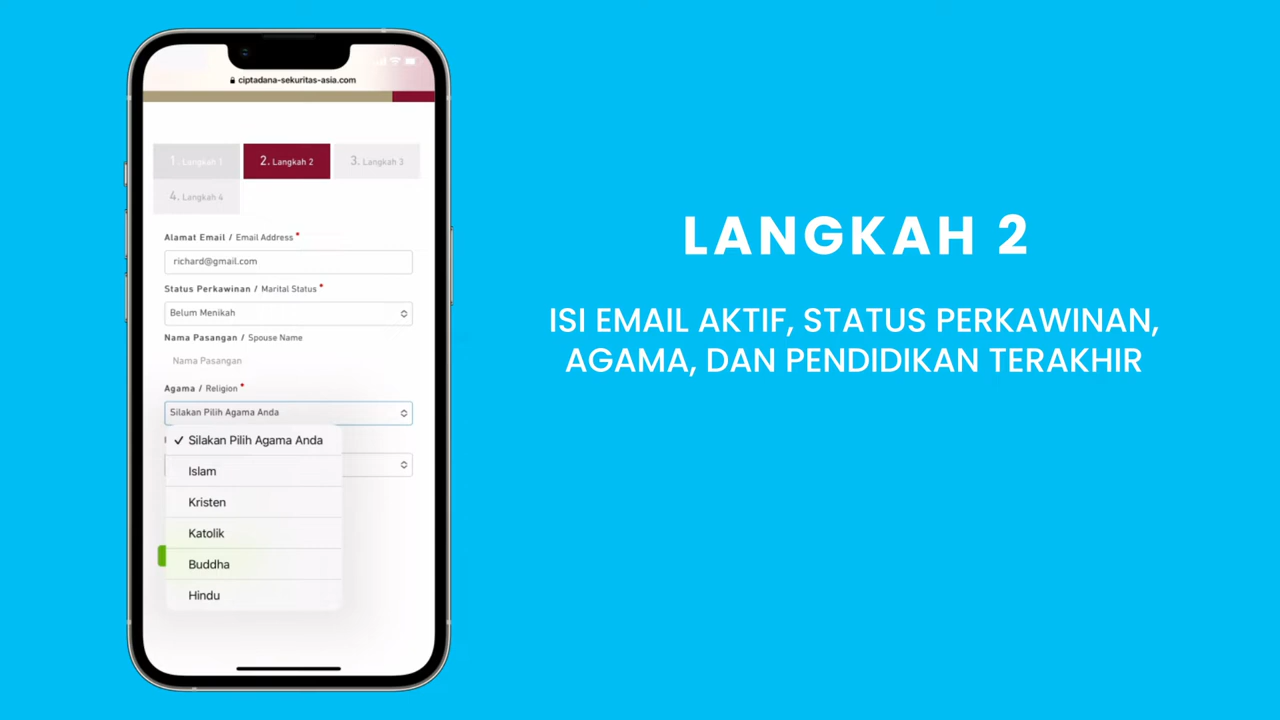 ciptadana-sekuritas-asia.com
1. Langkah 1
2. Langkah 2
3. Langkah 3
4. Langkah 4
Alamat Email / Email Address *
richard@gmail.com
Status Perkawinan / Marital Status *
Belum Menikah
Nama Pasangan / Spouse Name
Nama Pasangan
Agama / Religion *
Silakan Pilih Agama Anda
✓ Silakan Pilih Agama Anda
Islam
Kristen
Katolik
Buddha
Hindu
LANGKAH 2
ISI EMAIL AKTIF, STATUS PERKAWINAN,
AGAMA, DAN PENDIDIKAN TERAKHIR